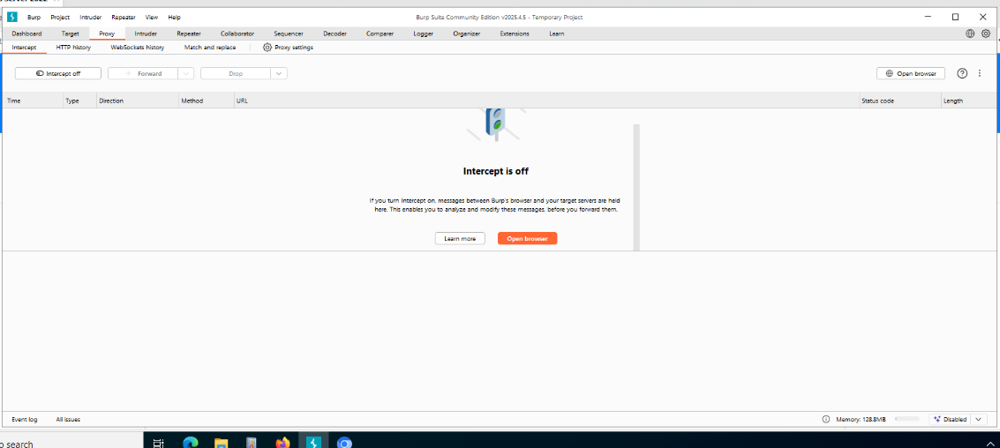 Burp Project Intruder Repeater View Help Burp Suite Community Edition v2025.4.5 - Temporary Project
Dashboard Target Proxy Intruder Repeater Collaborator Sequencer Decoder Comparer Logger Organizer Extensions Learn
Intercept HTTP history WebSockets history Match and replace Proxy settings
Intercept off Forward Drop Open browser
Time Type Direction Method URL Status code Length
Intercept is off
If you turn Intercept on, messages between Burp's browser and your target servers are held
here. This enables you to analyze and modify these messages, before you forward them.
Learn more Open browser
Event log All issues Memory: 128.8MB Disabled
o search